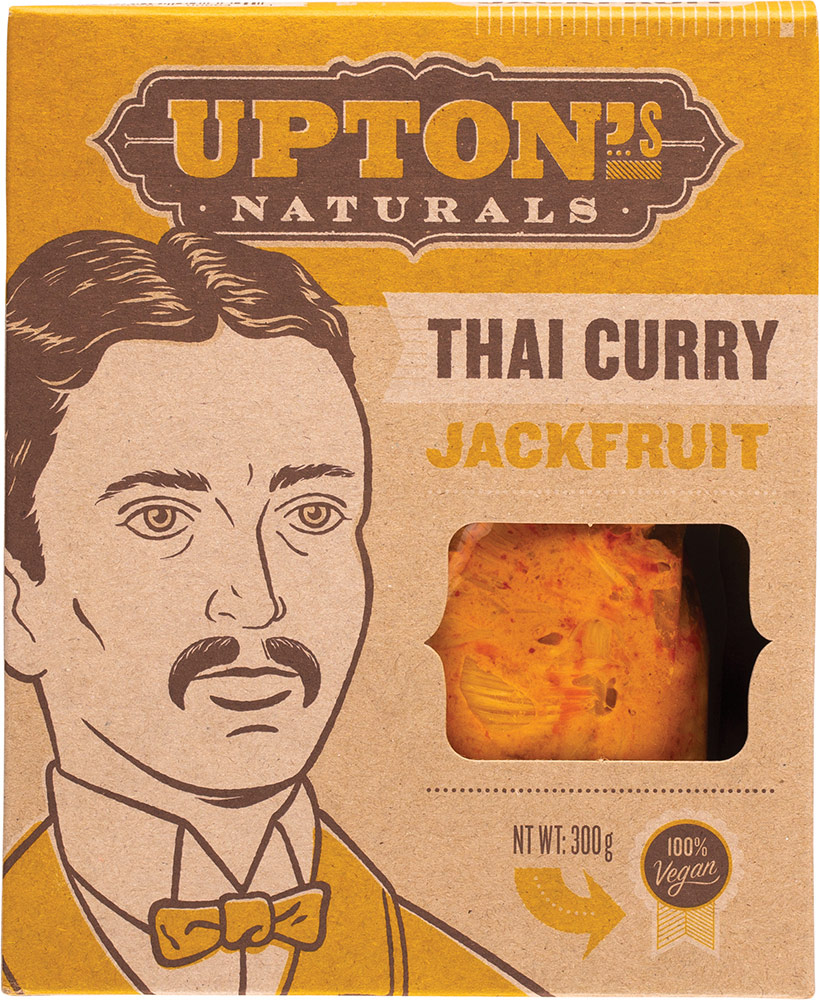 UPTON'S
· NATURALS ·
THAI CURRY
JACKFRUIT
NT WT: 300g
100%
Vegan